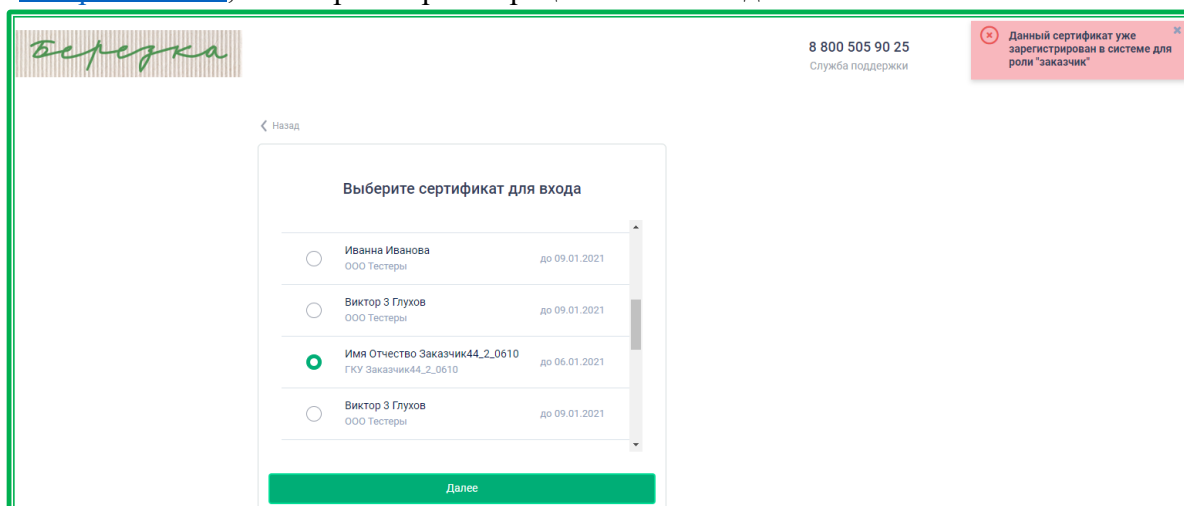 Березка
8 800 505 90 25
Служба поддержки
Данный сертификат уже
зарегистрирован в системе для
роли "заказчик"
Назад
Выберите сертификат для входа
Иванна Иванова
ООО Тестеры
до 09.01.2021
Виктор 3 Глухов
ООО Тестеры
до 09.01.2021
Имя Отчество Заказчик44_2_0610
ГКУ Заказчик44_2_0610
до 06.01.2021
Виктор 3 Глухов
ООО Тестеры
до 09.01.2021
Далее